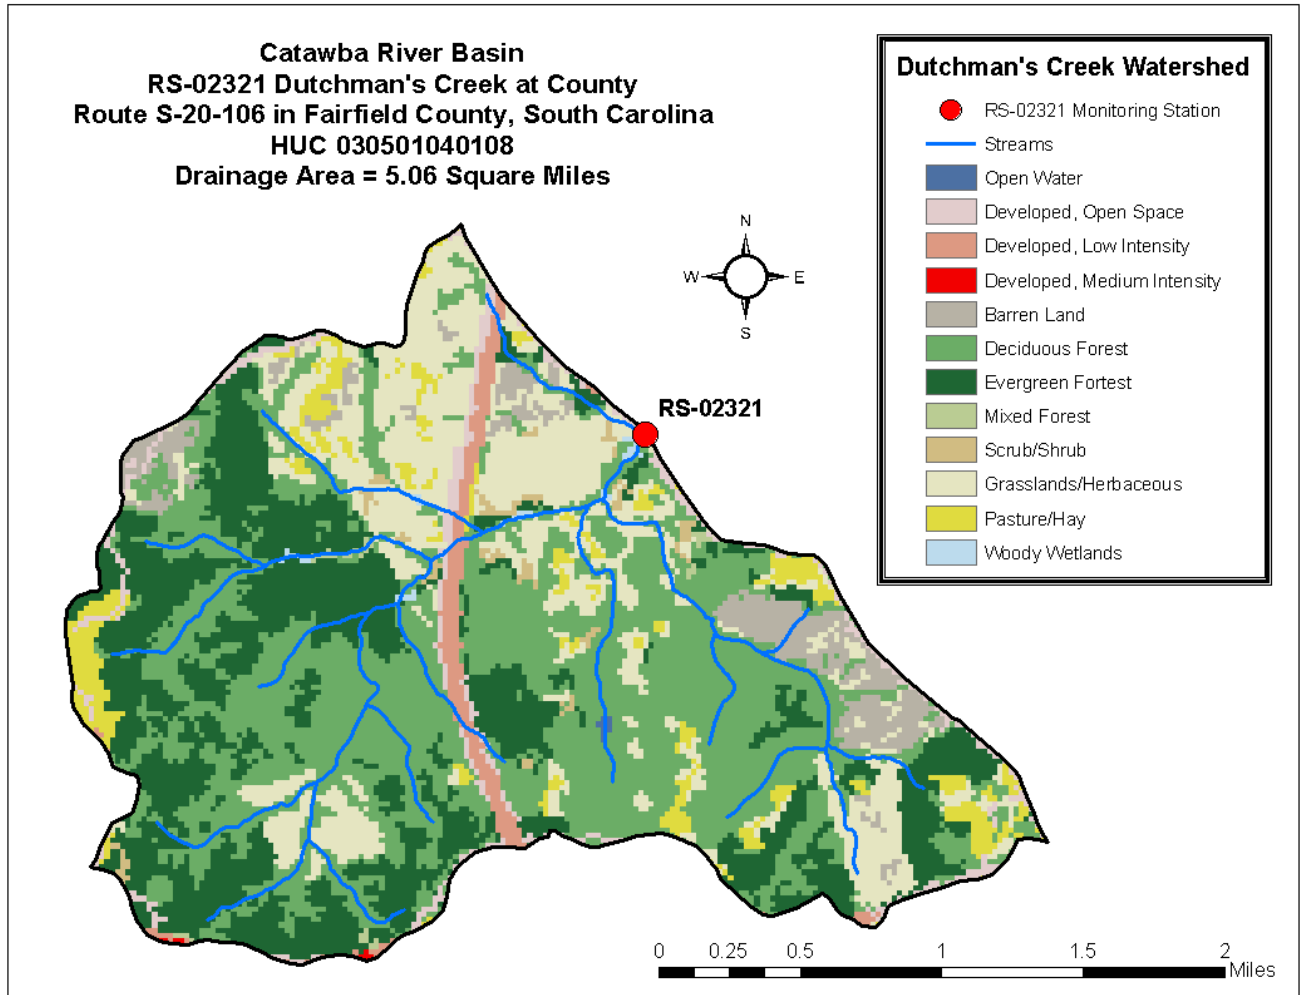 Catawba River Basin
RS-02321 Dutchman's Creek at County
Route S-20-106 in Fairfield County, South Carolina
HUC 030501040108
Drainage Area = 5.06 Square Miles
Dutchman's Creek Watershed
RS-02321 Monitoring Station
Streams
Open Water
Developed, Open Space
Developed, Low Intensity
Developed, Medium Intensity
Barren Land
Deciduous Forest
Evergreen Fortest
Mixed Forest
Scrub/Shrub
Grasslands/Herbaceous
Pasture/Hay
Woody Wetlands
N
W E
S
RS-02321
0 0.25 0.5 1 1.5 2
Miles